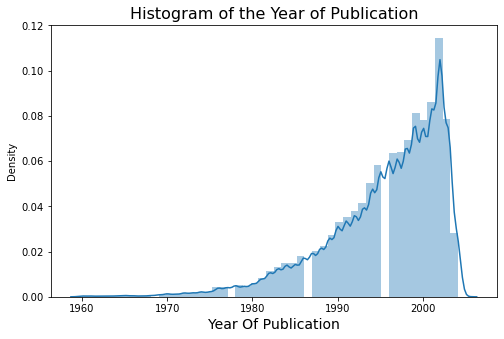 Histogram of the Year of Publication
0.12
0.10
0.08
0.06
0.04
0.02
0.00
Density
1960 1970 1980 1990 2000
Year Of Publication